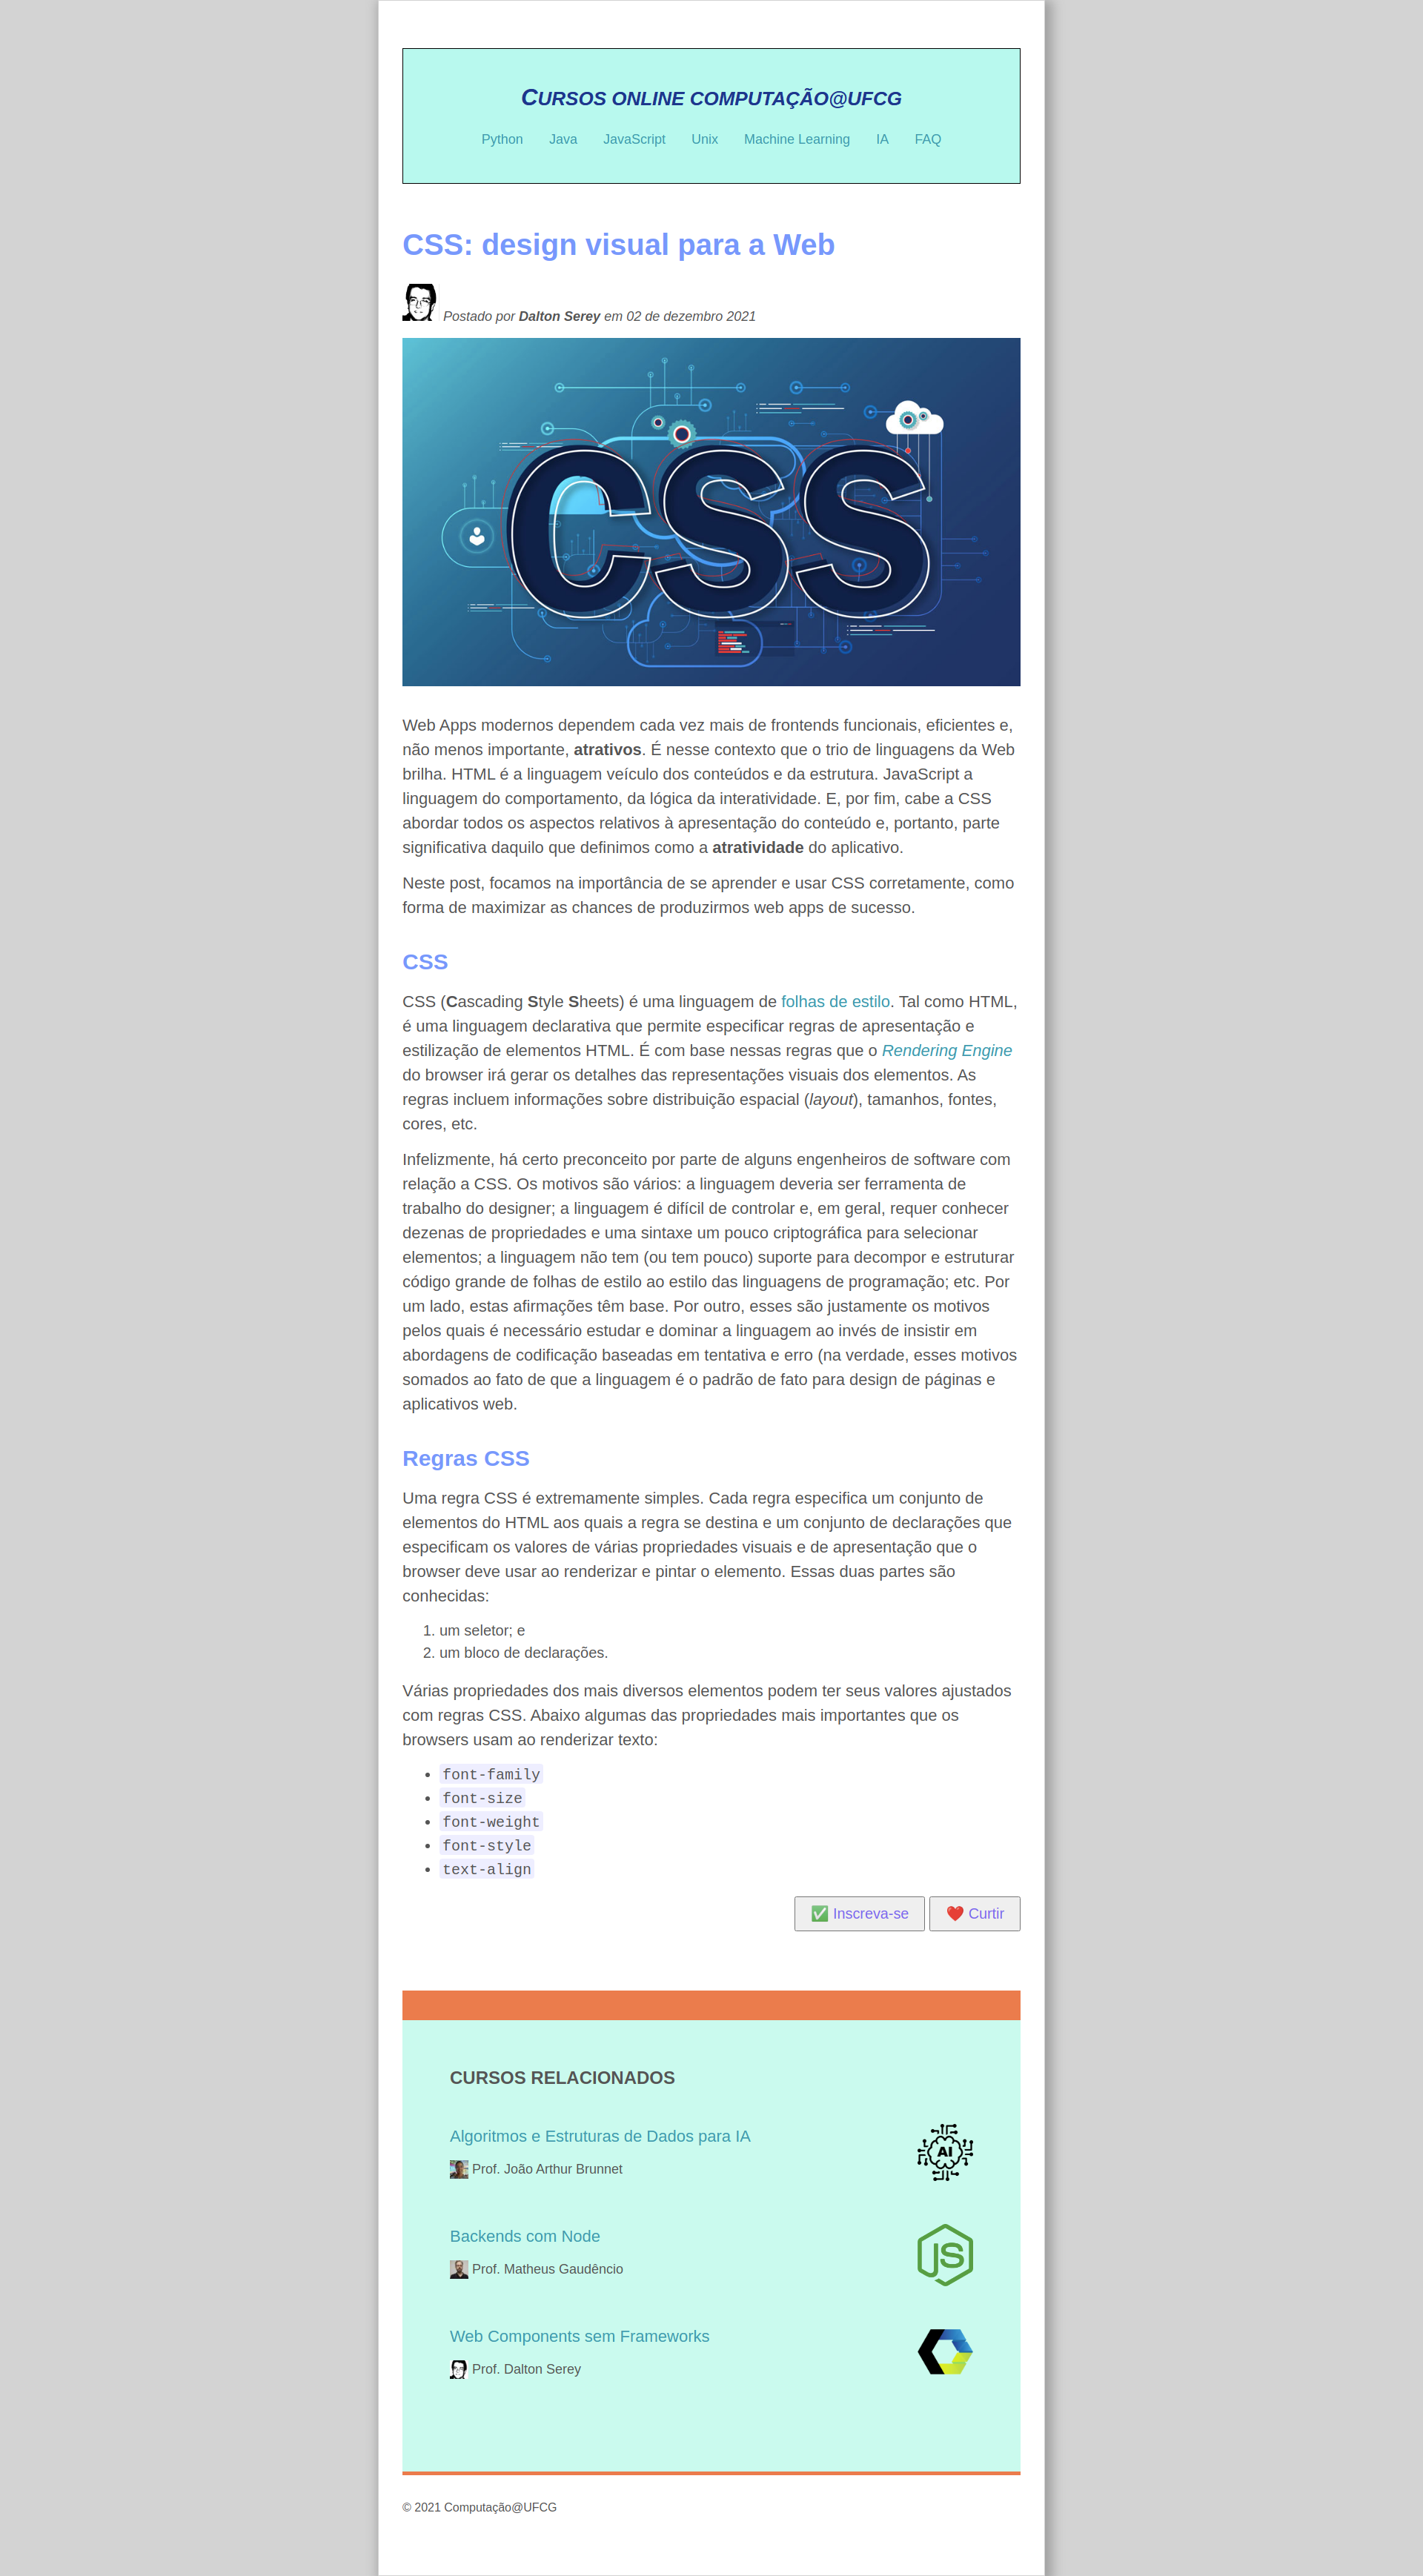 CURSOS ONLINE COMPUTAÇÃO@UFCG
Python Java JavaScript Unix Machine Learning IA FAQ
CSS: design visual para a Web
Postado por Dalton Serey em 02 de dezembro 2021
CSS
Web Apps modernos dependem cada vez mais de frontends funcionais, eficientes e,
não menos importante, atrativos. É nesse contexto que o trio de linguagens da Web
brilha. HTML é a linguagem veículo dos conteúdos e da estrutura. JavaScript a
linguagem do comportamento, da lógica da interatividade. E, por fim, cabe a CSS
abordar todos os aspectos relativos à apresentação do conteúdo e, portanto, parte
significativa daquilo que definimos como a atratividade do aplicativo.
Neste post, focamos na importância de se aprender e usar CSS corretamente, como
forma de maximizar as chances de produzirmos web apps de sucesso.
CSS
CSS (Cascading Style Sheets) é uma linguagem de folhas de estilo. Tal como HTML,
é uma linguagem declarativa que permite especificar regras de apresentação e
estilização de elementos HTML. É com base nessas regras que o Rendering Engine
do browser irá gerar os detalhes das representações visuais dos elementos. As
regras incluem informações sobre distribuição espacial (layout), tamanhos, fontes,
cores, etc.
Infelizmente, há certo preconceito por parte de alguns engenheiros de software com
relação a CSS. Os motivos são vários: a linguagem deveria ser ferramenta de
trabalho do designer; a linguagem é difícil de controlar e, em geral, requer conhecer
dezenas de propriedades e uma sintaxe um pouco criptográfica para selecionar
elementos; a linguagem não tem (ou tem pouco) suporte para decompor e estruturar
código grande de folhas de estilo ao estilo das linguagens de programação; etc. Por
um lado, estas afirmações têm base. Por outro, esses são justamente os motivos
pelos quais é necessário estudar e dominar a linguagem ao invés de insistir em
abordagens de codificação baseadas em tentativa e erro (na verdade, esses motivos
somados ao fato de que a linguagem é o padrão de fato para design de páginas e
aplicativos web.
Regras CSS
Uma regra CSS é extremamente simples. Cada regra especifica um conjunto de
elementos do HTML aos quais a regra se destina e um conjunto de declarações que
especificam os valores de várias propriedades visuais e de apresentação que o
browser deve usar ao renderizar e pintar o elemento. Essas duas partes são
conhecidas:
1. um seletor; e
2. um bloco de declarações.
Várias propriedades dos mais diversos elementos podem ter seus valores ajustados
com regras CSS. Abaixo algumas das propriedades mais importantes que os
browsers usam ao renderizar texto:
• font-family
• font-size
• font-weight
• font-style
• text-align
✅ Inscreva-se ❤️ Curtir
CURSOS RELACIONADOS
Algoritmos e Estruturas de Dados para IA
AI
Prof. João Arthur Brunnet
Backends com Node
JS
Prof. Matheus Gaudêncio
Web Components sem Frameworks
Prof. Dalton Serey
© 2021 Computação@UFCG